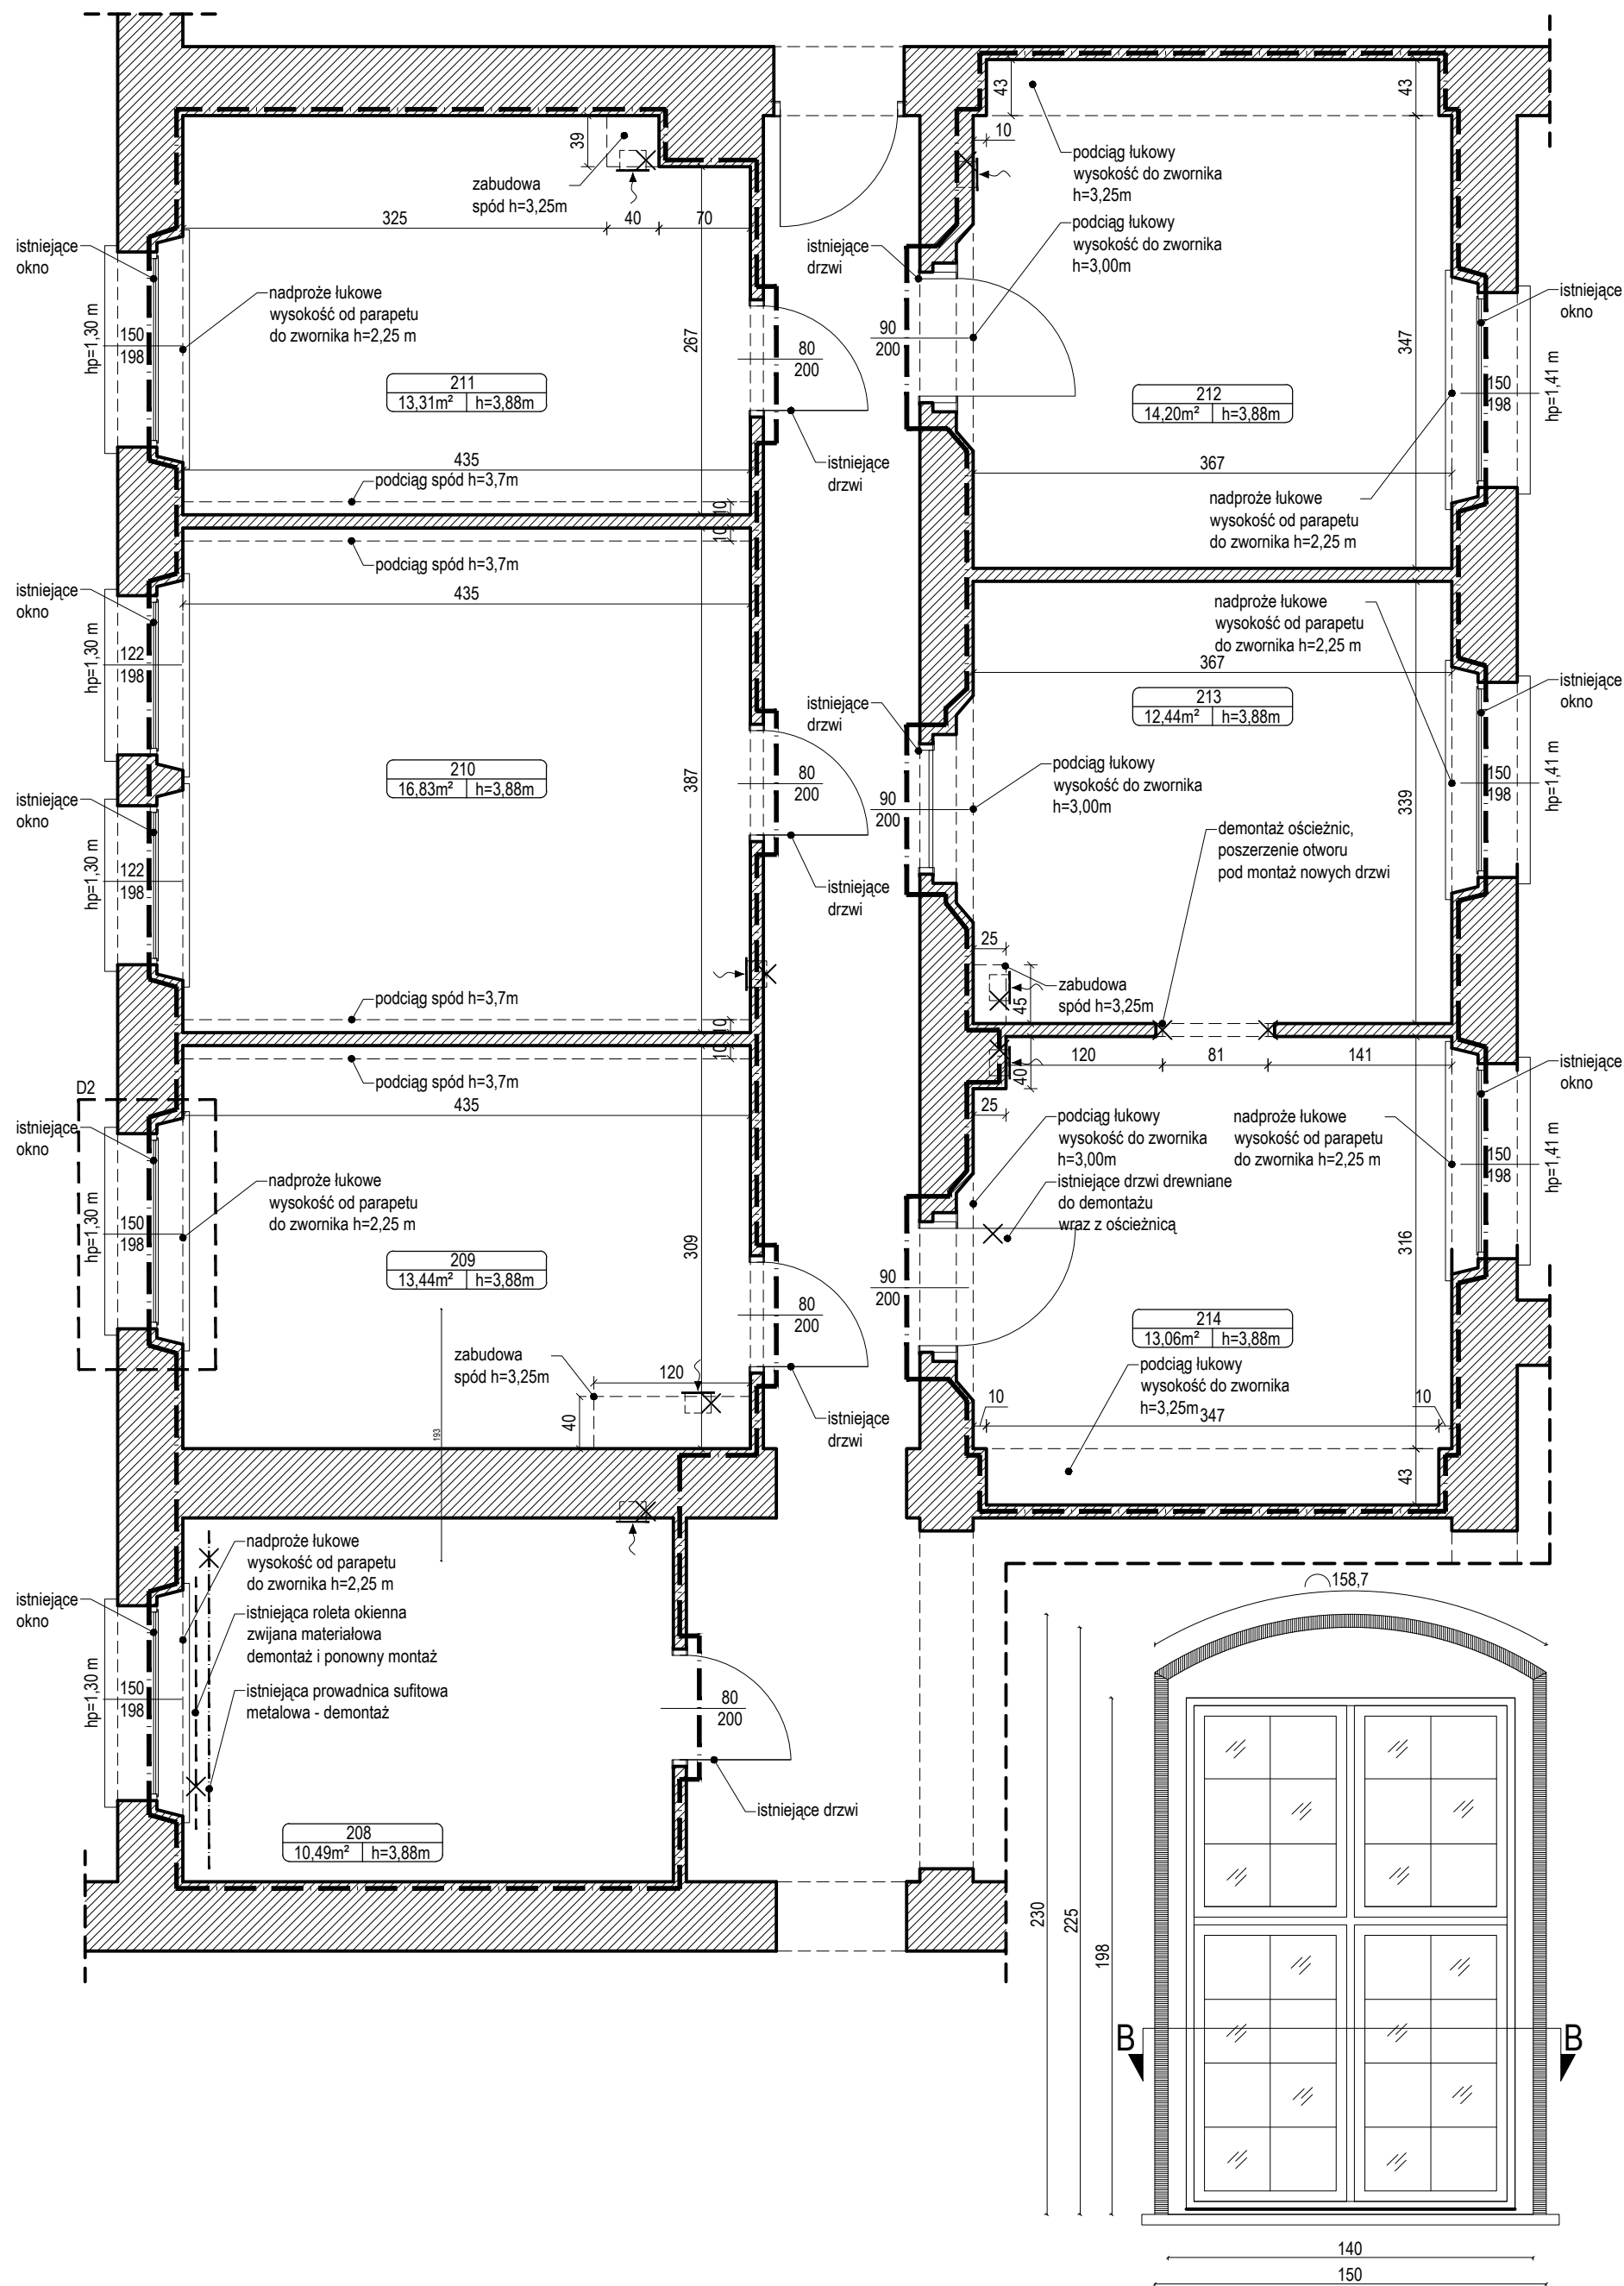 43
43
39
10
podciąg łukowy
wysokość do zwornika
h=3,25m
zabudowa
spód h=3,25m
325
40
70
podciąg łukowy
wysokość do zwornika
h=3,00m
istniejące
okno
istniejące
drzwi
istniejące
okno
nadproże łukowe
wysokość od parapetu
do zwornika h=2,25 m
hp=1,30 m
150
198
267
80
200
90
200
347
150
198
hp=1,41 m
211
13,31m² h=3,88m
212
14,20m² h=3,88m
435
podciąg spód h=3,7m
istniejące
drzwi
367
nadproże łukowe
wysokość od parapetu
do zwornika h=2,25 m
10
10
podciąg spód h=3,7m
435
istniejące
okno
nadproże łukowe
wysokość od parapetu
do zwornika h=2,25 m
367
hp=1,30 m
122
198
istniejące
drzwi
213
12,44m² h=3,88m
istniejące
okno
210
16,83m² h=3,88m
387
80
200
90
200
podciąg łukowy
wysokość do zwornika
h=3,00m
339
150
198
hp=1,41 m
istniejące
okno
hp=1,30 m
122
198
istniejące
drzwi
demontaż ościeżnic,
poszerzenie otworu
pod montaż nowych drzwi
25
zabudowa
spód h=3,25m
45
podciąg spód h=3,7m
10
10
podciąg spód h=3,7m
435
120
81
141
40
25
istniejące
okno
D2
istniejące
okno
podciąg łukowy
wysokość do zwornika
h=3,00m
nadproże łukowe
wysokość od parapetu
do zwornika h=2,25 m
150
198
hp=1,41 m
nadproże łukowe
wysokość od parapetu
do zwornika h=2,25 m
istniejące drzwi drewniane
do demontażu
wraz z ościeżnicą
hp=1,30 m
150
198
309
316
209
13,44m² h=3,88m
80
200
90
200
214
13,06m² h=3,88m
zabudowa
spód h=3,25m
120
40
193
istniejące
drzwi
podciąg łukowy
wysokość do zwornika
h=3,25m
10
347
10
43
nadproże łukowe
wysokość od parapetu
do zwornika h=2,25 m
istniejące
okno
istniejąca roleta okienna
zwijana materiałowa
demontaż i ponowny montaż
istniejąca prowadnica sufitowa
metalowa - demontaż
hp=1,30 m
150
198
80
200
istniejące drzwi
208
10,49m² h=3,88m
158,7
230
225
198
B
B
140
150